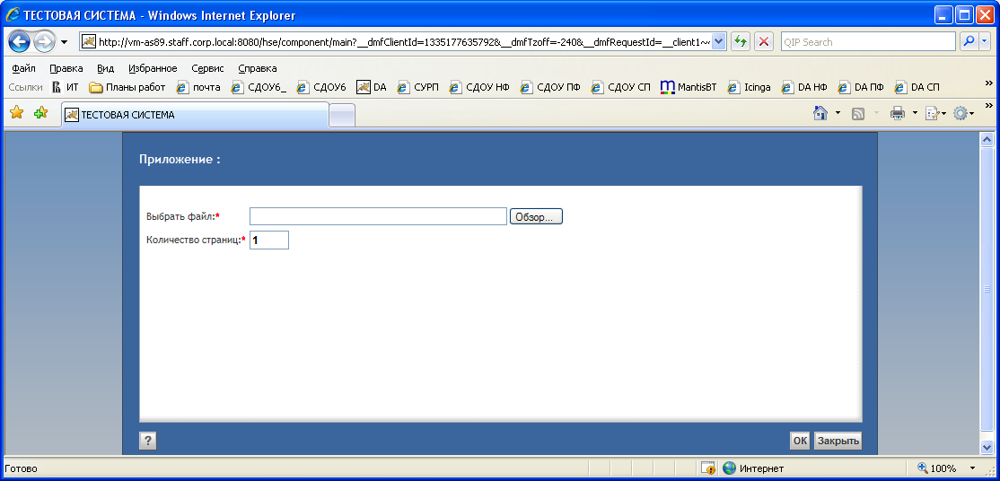 ТЕСТОВАЯ СИСТЕМА - Windows Internet Explorer
http://vm-as89.staff.corp.local:8080/hse/component/main?__dmfClientId=1335177635792&__dmfTzoff=-240&__dmfRequestId=__client1~~
QIP Search
Файл Правка Вид Избранное Сервис Справка
Ссылки ИТ Планы работ почта СДОУ6_ СДОУ6 DA СУРП СДОУ НФ СДОУ ПФ СДОУ СП MantisBT Icinga DA НФ DA ПФ DA СП »
ТЕСТОВАЯ СИСТЕМА »
Приложение :
Выбрать файл:* Обзор...
Количество страниц:* 1
? ОК Закрыть
Готово Интернет 100%